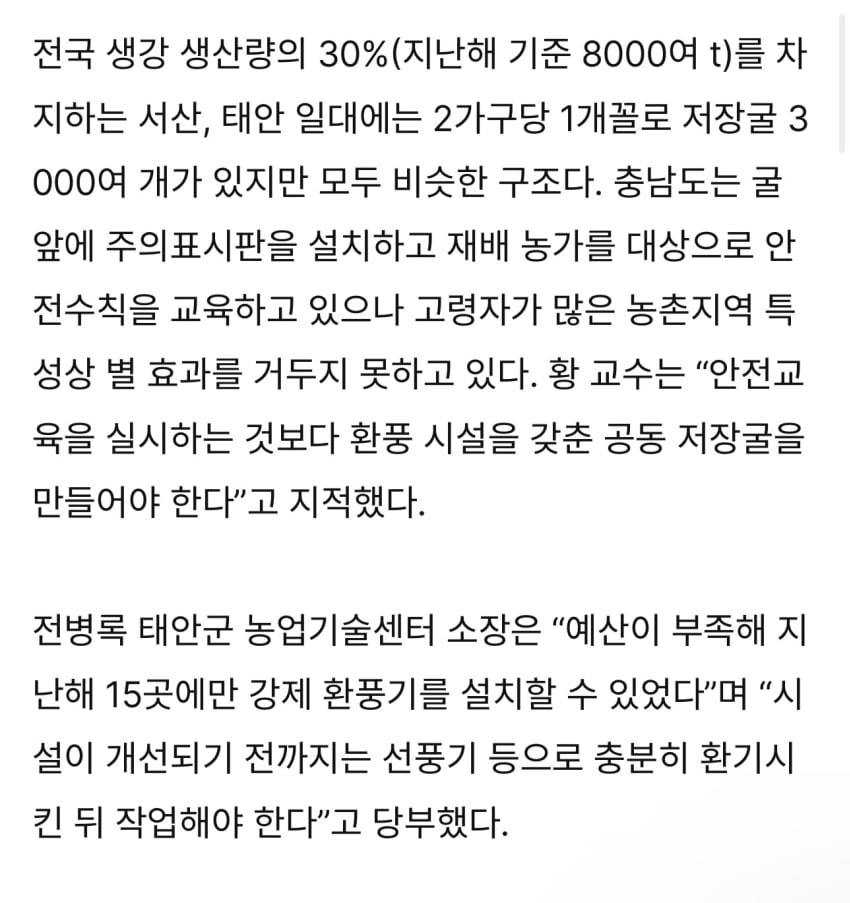 전국 생강 생산량의 30%(지난해 기준 8000여 t)를 차
지하는 서산, 태안 일대에는 2가구당 1개꼴로 저장굴 3
000여 개가 있지만 모두 비슷한 구조다. 충남도는 굴
앞에 주의표시판을 설치하고 재배 농가를 대상으로 안
전수칙을 교육하고 있으나 고령자가 많은 농촌지역 특
성상 별 효과를 거두지 못하고 있다. 황 교수는 “안전교
육을 실시하는 것보다 환풍 시설을 갖춘 공동 저장굴을
만들어야 한다”고 지적했다.
전병록 태안군 농업기술센터 소장은 “예산이 부족해 지
난해 15곳에만 강제 환풍기를 설치할 수 있었다”며 “시
설이 개선되기 전까지는 선풍기 등으로 충분히 환기시
킨 뒤 작업해야 한다”고 당부했다.